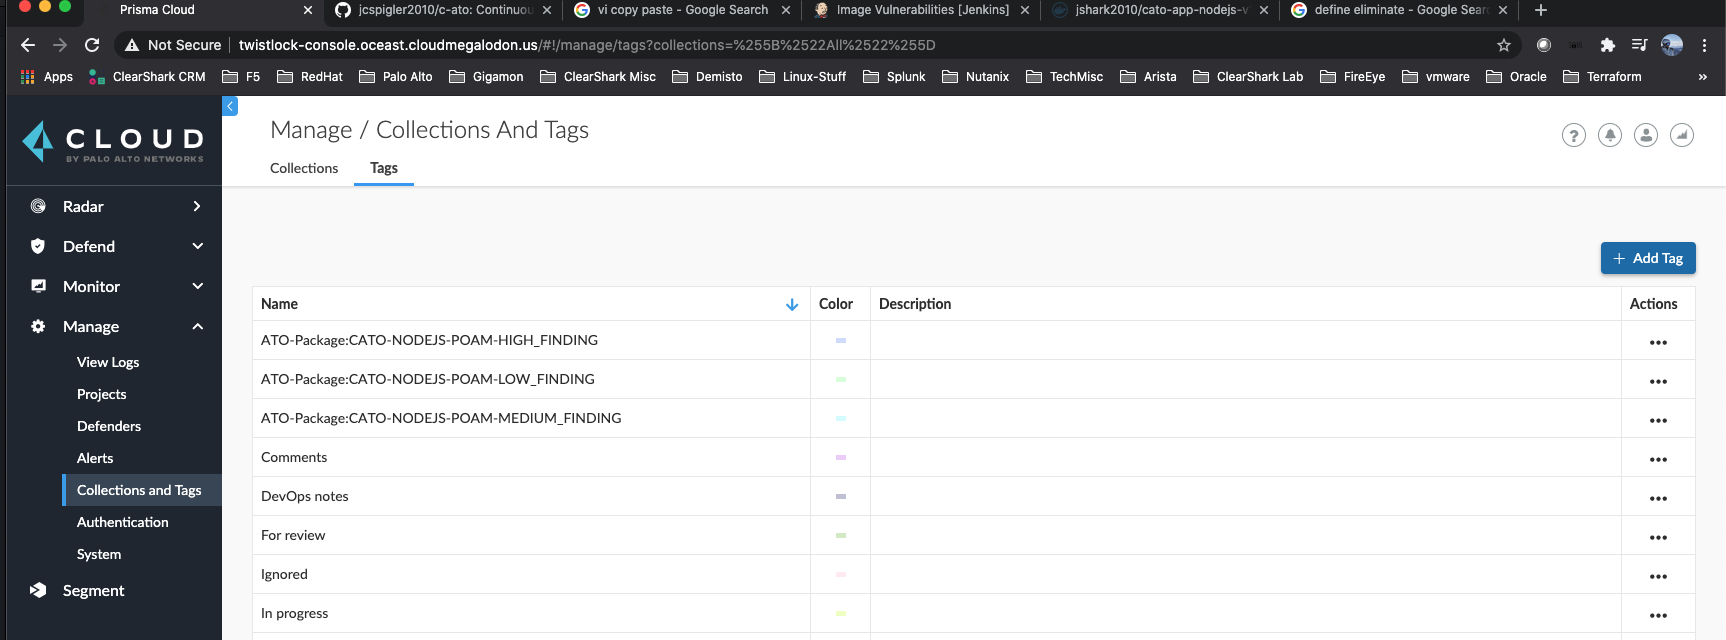 Prisma Cloud
jcspigler2010/c-ato: Continuou
vi copy paste - Google Search
Image Vulnerabilities [Jenkins]
jshark2010/cato-app-nodejs-v
define eliminate - Google Sear
Not Secure
twistlock-console.oceast.cloudmegalodon.us/#!/manage/tags?collections=%255B%2522All%2522%255D
Apps
ClearShark CRM
F5
RedHat
Palo Alto
Gigamon
ClearShark Misc
Demisto
Linux-Stuff
Splunk
Nutanix
TechMisc
Arista
ClearShark Lab
FireEye
vmware
Oracle
Terraform
»
CLOUD
BY PALO ALTO NETWORKS
Radar
Defend
Monitor
Manage
View Logs
Projects
Defenders
Alerts
Collections and Tags
Authentication
System
Segment
Manage / Collections And Tags
Collections
Tags
+ Add Tag
Name
Color
Description
Actions
ATO-Package:CATO-NODEJS-POAM-HIGH_FINDING
ATO-Package:CATO-NODEJS-POAM-LOW_FINDING
ATO-Package:CATO-NODEJS-POAM-MEDIUM_FINDING
Comments
DevOps notes
For review
Ignored
In progress